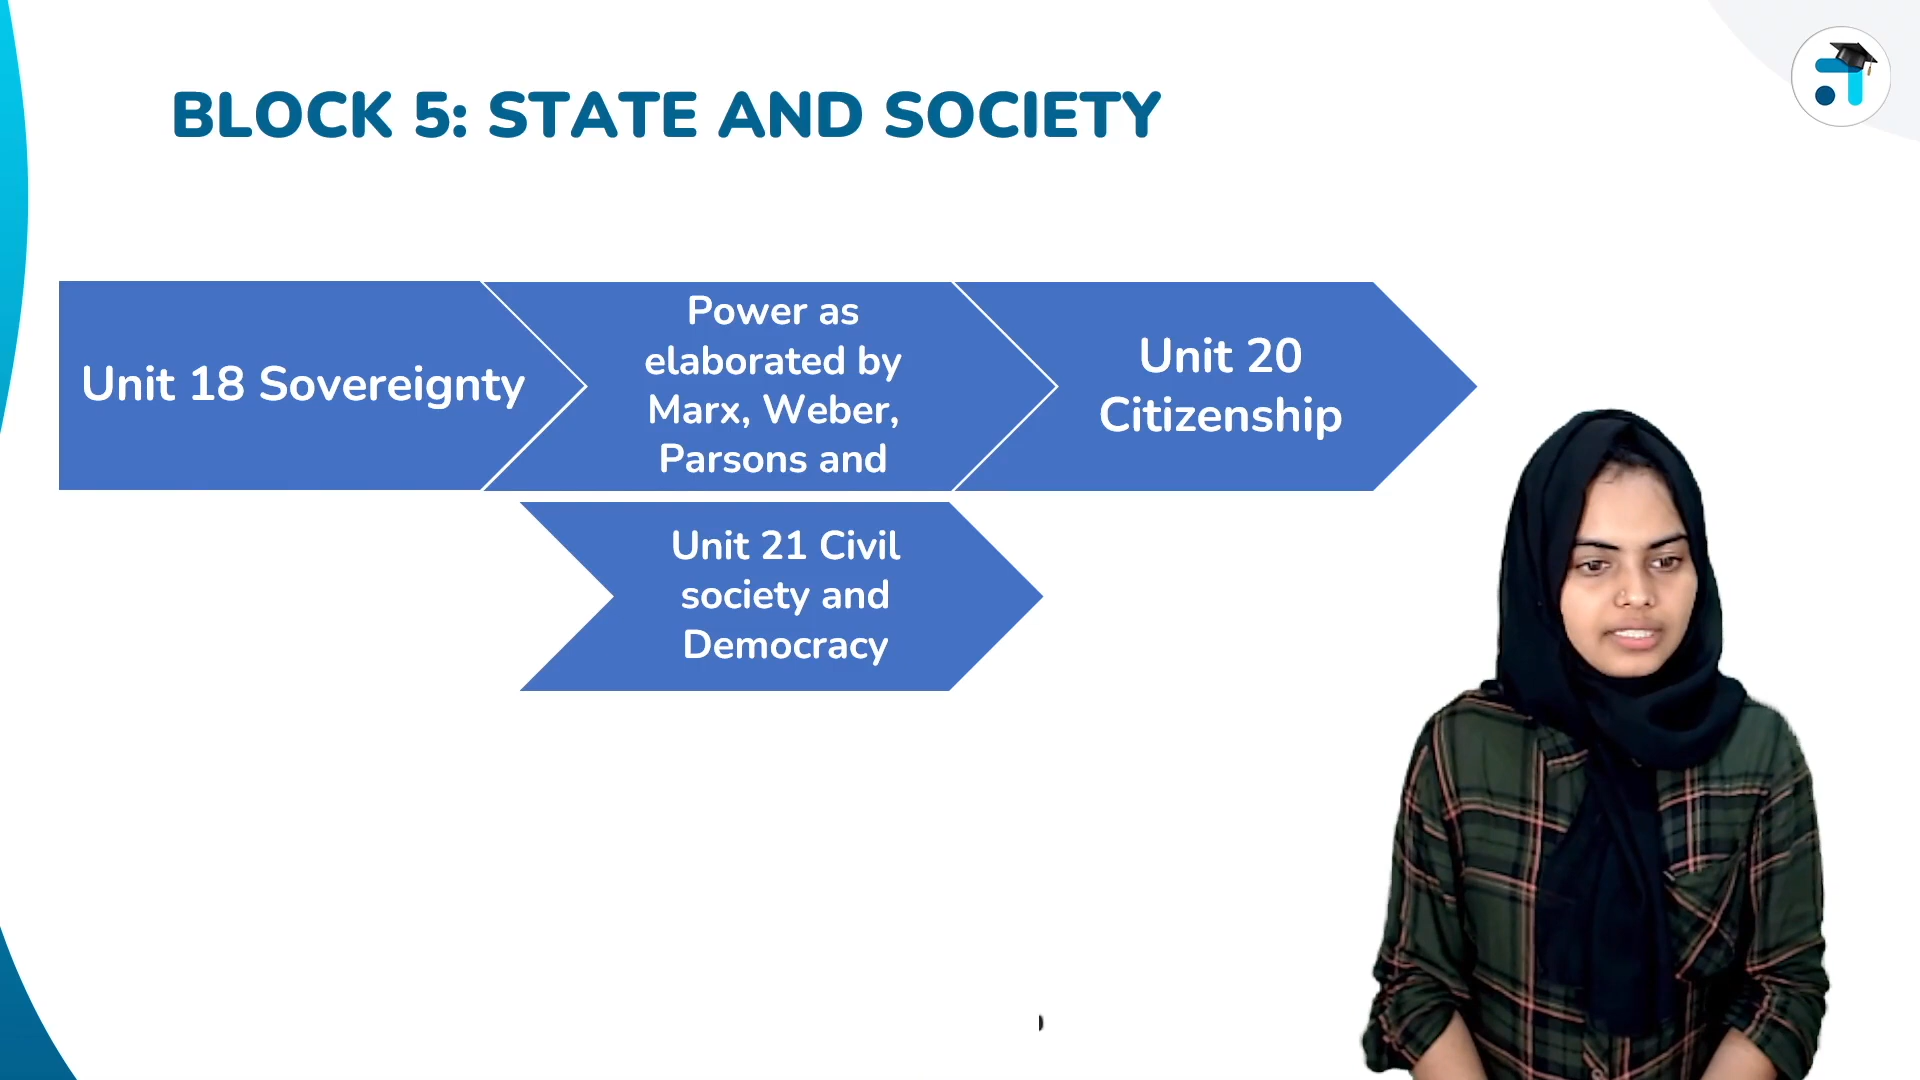 BLOCK 5: STATE AND SOCIETY
Unit 18 Sovereignty
Power as
elaborated by
Marx, Weber,
Parsons and
Unit 20
Citizenship
Unit 21 Civil
society and
Democracy